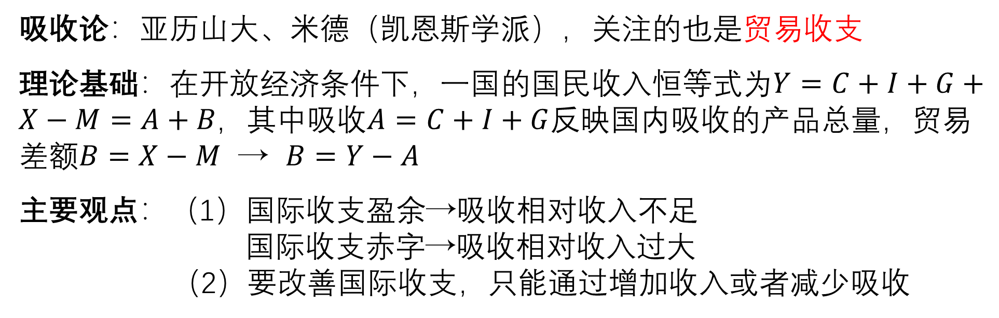 吸收论：亚历山大、米德（凯恩斯学派），关注的也是贸易收支
理论基础：在开放经济条件下，一国的国民收入恒等式为Y = C + I + G +
X − M = A + B，其中吸收A = C + I + G反映国内吸收的产品总量，贸易
差额B = X − M → B = Y − A
主要观点：（1）国际收支盈余→吸收相对收入不足
国际收支赤字→吸收相对收入过大
（2）要改善国际收支，只能通过增加收入或者减少吸收